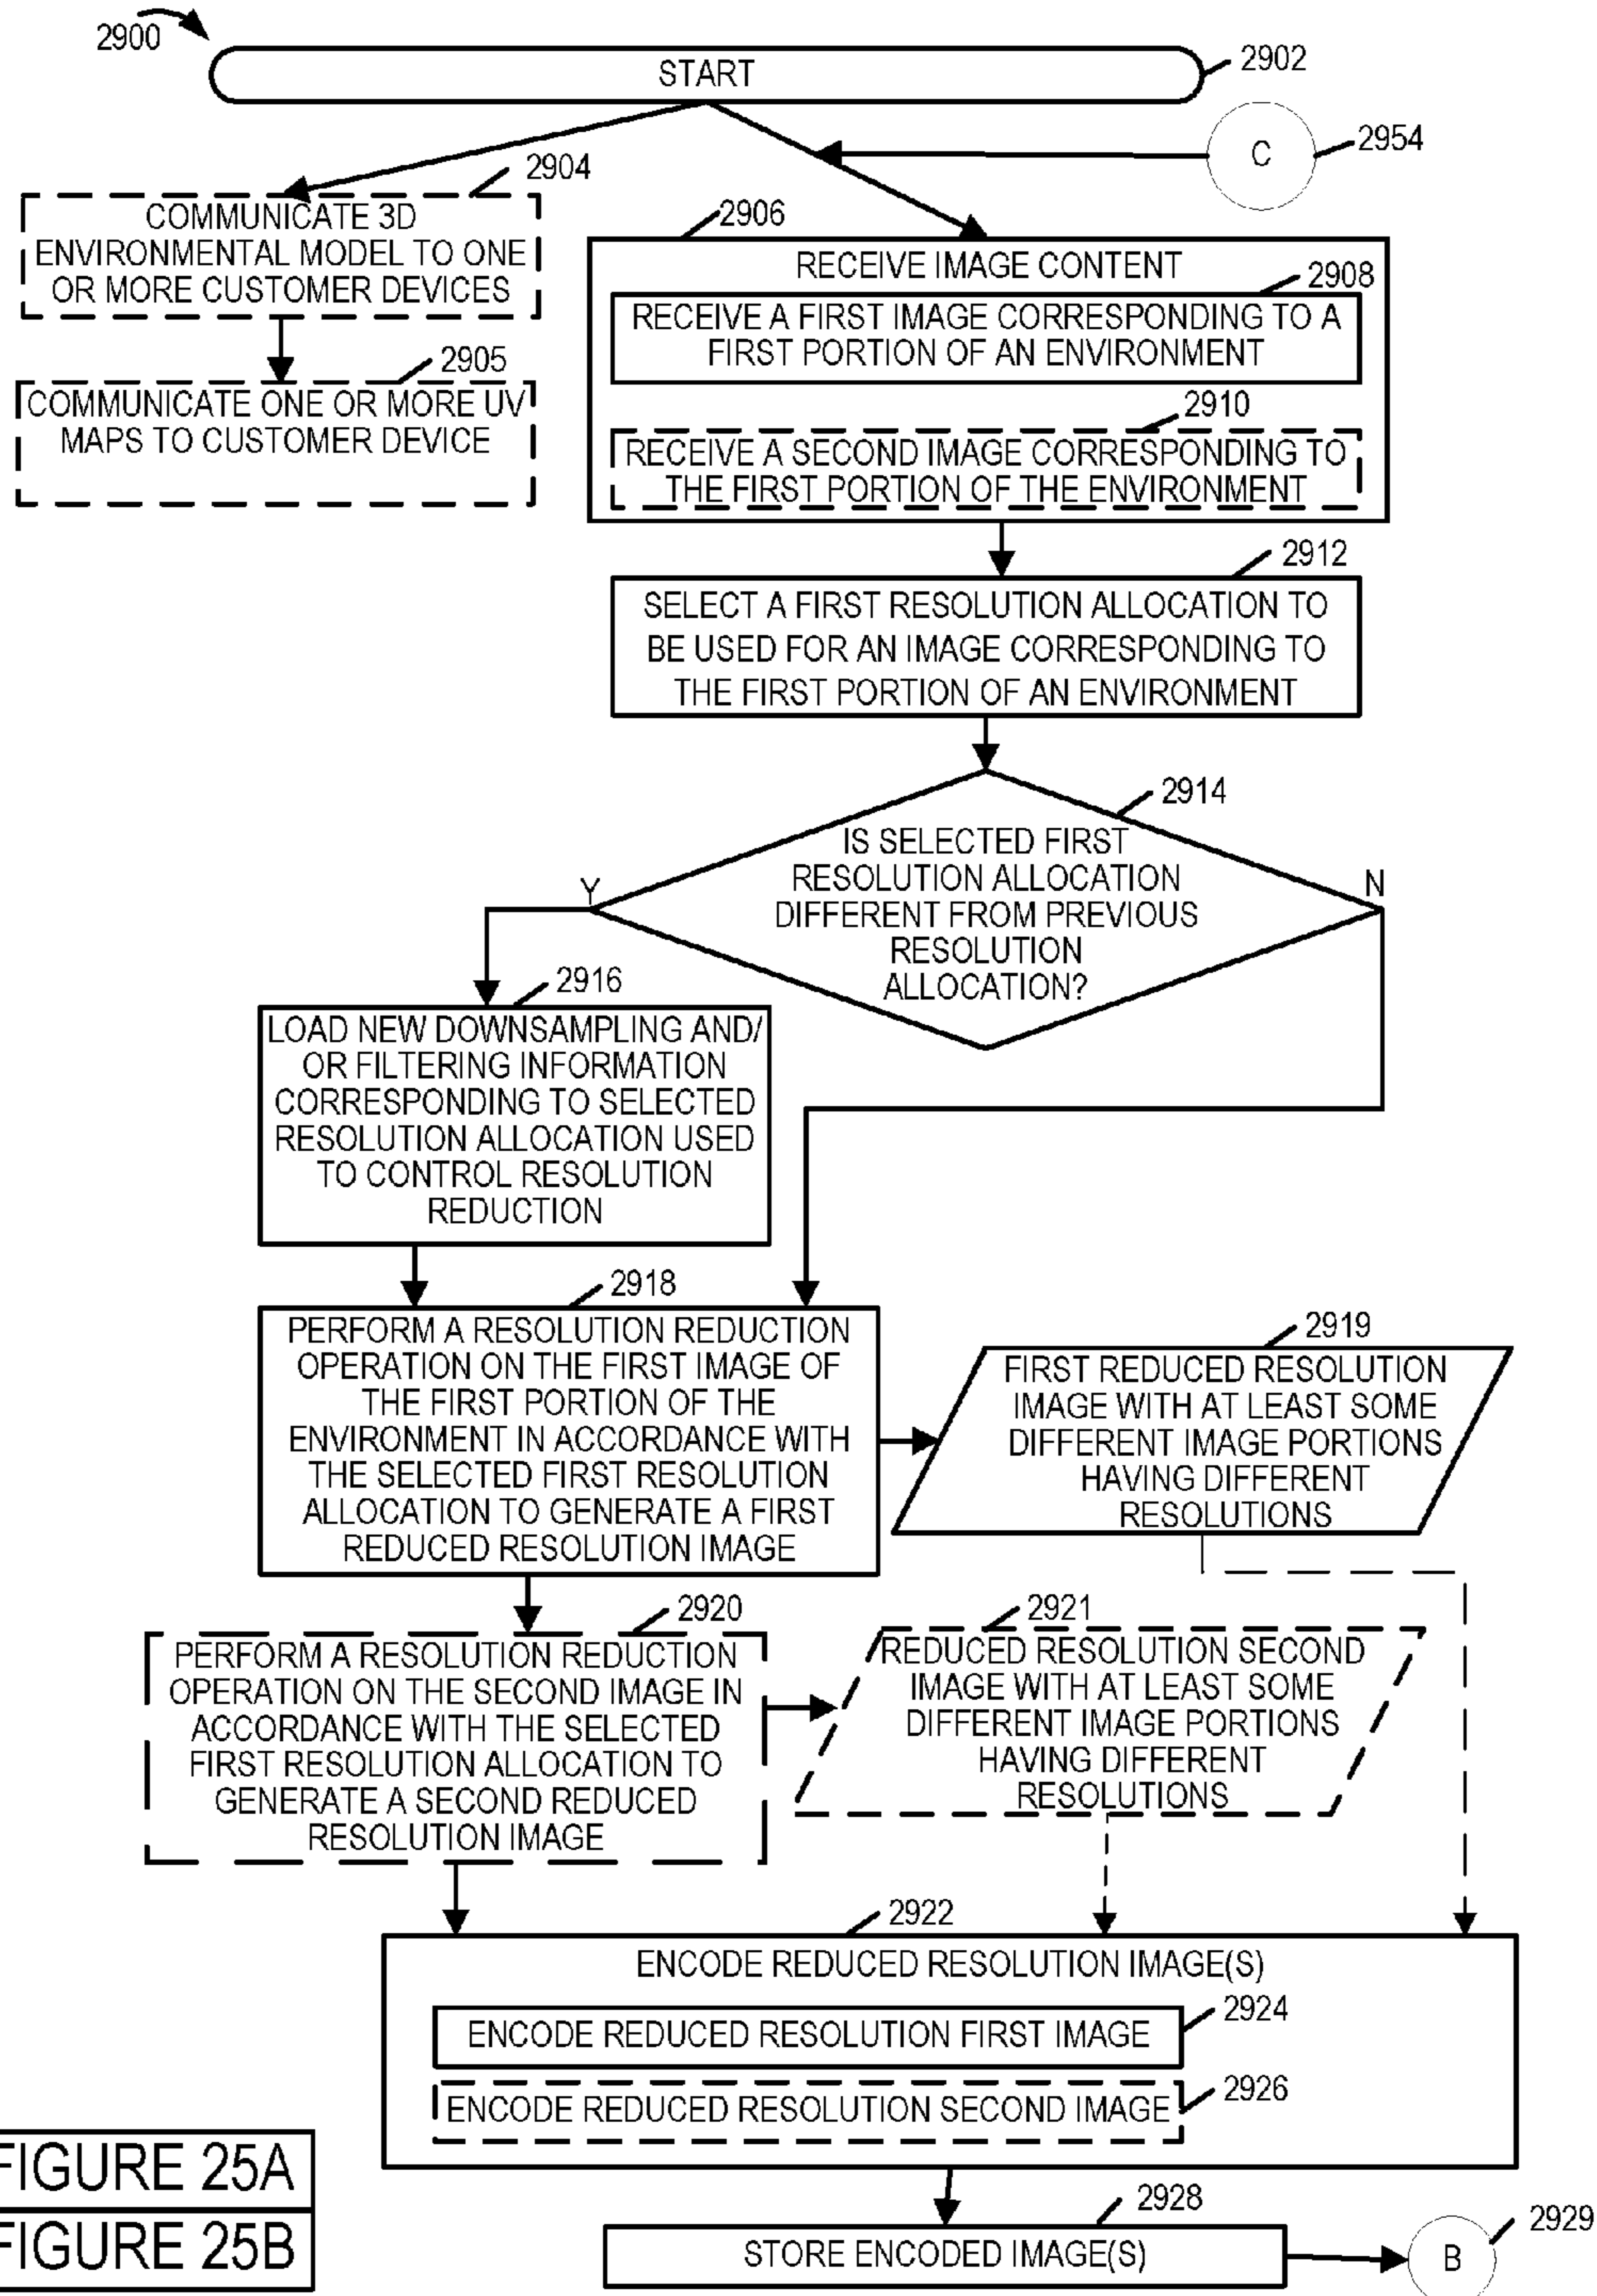 2900
START
2902
C
2954
2904
COMMUNICATE 3D
ENVIRONMENTAL MODEL TO ONE
OR MORE CUSTOMER DEVICES
2905
COMMUNICATE ONE OR MORE UV
MAPS TO CUSTOMER DEVICE
2906
RECEIVE IMAGE CONTENT
2908
RECEIVE A FIRST IMAGE CORRESPONDING TO A
FIRST PORTION OF AN ENVIRONMENT
2910
RECEIVE A SECOND IMAGE CORRESPONDING TO
THE FIRST PORTION OF THE ENVIRONMENT
2912
SELECT A FIRST RESOLUTION ALLOCATION TO
BE USED FOR AN IMAGE CORRESPONDING TO
THE FIRST PORTION OF AN ENVIRONMENT
2914
IS SELECTED FIRST
RESOLUTION ALLOCATION
DIFFERENT FROM PREVIOUS
RESOLUTION
ALLOCATION?
Y
N
2916
LOAD NEW DOWNSAMPLING AND/
OR FILTERING INFORMATION
CORRESPONDING TO SELECTED
RESOLUTION ALLOCATION USED
TO CONTROL RESOLUTION
REDUCTION
2918
PERFORM A RESOLUTION REDUCTION
OPERATION ON THE FIRST IMAGE OF
THE FIRST PORTION OF THE
ENVIRONMENT IN ACCORDANCE WITH
THE SELECTED FIRST RESOLUTION
ALLOCATION TO GENERATE A FIRST
REDUCED RESOLUTION IMAGE
2919
FIRST REDUCED RESOLUTION
IMAGE WITH AT LEAST SOME
DIFFERENT IMAGE PORTIONS
HAVING DIFFERENT
RESOLUTIONS
2920
PERFORM A RESOLUTION REDUCTION
OPERATION ON THE SECOND IMAGE IN
ACCORDANCE WITH THE SELECTED
FIRST RESOLUTION ALLOCATION TO
GENERATE A SECOND REDUCED
RESOLUTION IMAGE
2921
REDUCED RESOLUTION SECOND
IMAGE WITH AT LEAST SOME
DIFFERENT IMAGE PORTIONS
HAVING DIFFERENT
RESOLUTIONS
2922
ENCODE REDUCED RESOLUTION IMAGE(S)
2924
ENCODE REDUCED RESOLUTION FIRST IMAGE
2926
ENCODE REDUCED RESOLUTION SECOND IMAGE
2928
STORE ENCODED IMAGE(S)
B
2929
FIGURE 25A
FIGURE 25B